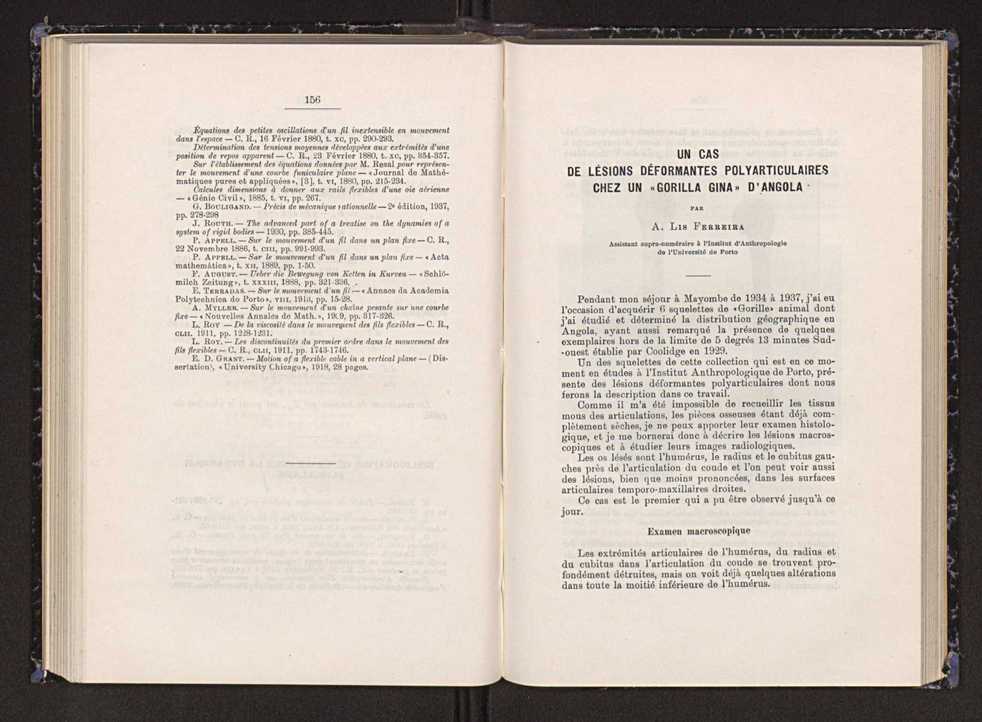 156
Équations des petites oscillations d'un fil inextensible en mouvement
dans l'espace — C. R., 16 Février 1880, t. xc, pp. 290-293.
Détermination des tensions moyennes développées aux extrémités d'une
position de repos apparent — C. R., 23 Février 1880, t. xc, pp. 354-357.
Sur l'établissement des équations données par M. Resal pour représen-
ter le mouvement d'une courbe funiculaire plane — «Journal de Mathé-
matiques pures et appliquées», [3], t. VI, 1880, pp. 215-234.
Calcules dimensions à donner aux rails flexibles d'une oie aérienne
— «Génie Civil», 1885, t. VI, pp. 267.
G. BOULIGAND. — Précis de mécanique rationnelle — 2e édition, 1937,
pp. 278-298
J. ROUTH. — The advanced part of a treatise on the dynamies of a
system of rigid bodies — 1930, pp. 385-445.
P. APPELL. — Sur le mouvement d'un fil dans un plan fixe — C. R.,
22 Novembre 1886, t. CIII, pp. 991-993.
P. APPELL. — Sur le mouvement d'un fil dans un plan fixe — «Acta
mathemática», t. XII, 1889, pp. 1-50.
F. AUGUST. — Ueber die Bewegung von Ketten in Kurven — «Schlö-
milch Zeitung», t. XXXIII, 1888, pp. 321-336.
E. TERRADAS. — Sur le mouvement d'un fil — «Annaes da Academia
Polytechnica do Porto», VIII, 1913, pp. 15-28.
A. MYLLER. — Sur le mouvement d'un chaîne pesante sur une courbe
fixe — «Nouvelles Annales de Math.», 1909, pp. 317-326.
L. ROY — De la viscosité dans le mouvement des fils flexibles — C. R.,
CLII, 1911, pp. 1228-1231.
L. ROY. — Les discontinuités du premier ordre dans le mouvement des
fils flexibles — C. R., CLII, 1911, pp. 1743-1746.
E. D. GRANT. — Motion of a flexible cable in a vertical plane — (Dis-
sertation), «University Chicago», 1918, 28 pages.
UN CAS
DE LÉSIONS DÉFORMANTES POLYARTICULAIRES
CHEZ UN «GORILLA GINA» D'ANGOLA
PAR
A. LIS FERREIRA
Assistant supra-numéraire à l'Institut d'Anthropologie
de l'Université de Porto
Pendant mon séjour à Mayombe de 1934 à 1937, j'ai eu
l'occasion d'acquérir 6 squelettes de «Gorille» animal dont
j'ai étudié et déterminé la distribution géographique en
Angola, ayant aussi remarqué la présence de quelques
exemplaires hors de la limite de 5 degrés 13 minutes Sud-
-ouest établie par Coolidge en 1929.
Un des squelettes de cette collection qui est en ce mo-
ment en études à l'Institut Anthropologique de Porto, pré-
sente des lésions déformantes polyarticulaires dont nous
ferons la description dans ce travail.
Comme il m'a été impossible de recueillir les tissus
mous des articulations, les pièces osseuses étant déjà com-
plètement sèches, je ne peux apporter leur examen histolo-
gique, et je me bornerai donc à décrire les lésions macros-
copiques et à étudier leurs images radiologiques.
Les os lésés sont l'humérus, le radius et le cubitus gau-
ches près de l'articulation du coude et l'on peut voir aussi
des lésions, bien que moins prononcées, dans les surfaces
articulaires temporo-maxillaires droites.
Ce cas est le premier qui a pu être observé jusqu'à ce
jour.
Examen macroscopique
Les extrémités articulaires de l'humérus, du radius et
du cubitus dans l'articulation du coude se trouvent pro-
fondément détruites, mais on voit déjà quelques altérations
dans toute la moitié inférieure de l'humérus.